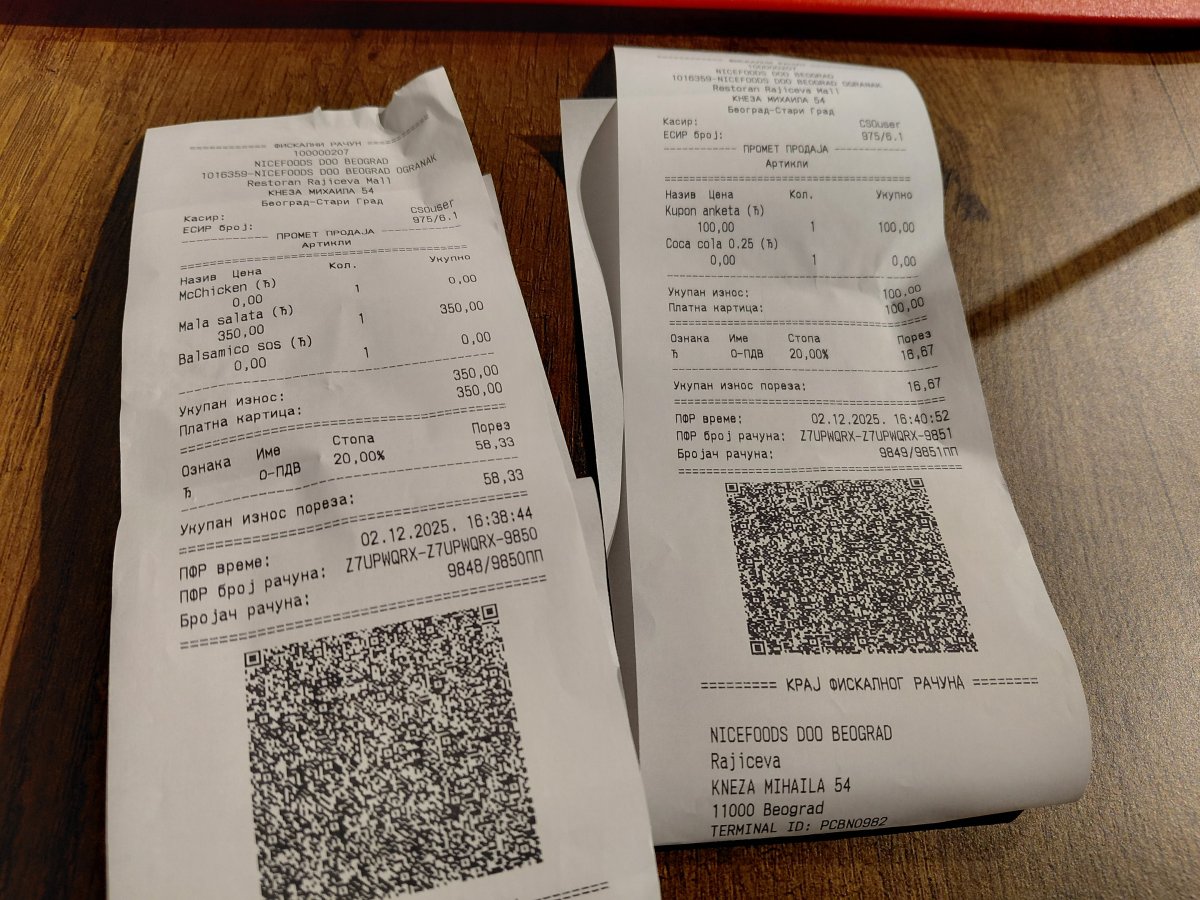 ============ ФИСКАЛНИ РАЧУН ============
100000207
NICEFOODS DOO BEOGRAD
1016359-NICEFOODS DOO BEOGRAD OGRANAK
Restoran Rajiceva Mall
КНЕЗА МИХАИЛА 54
Београд-Стари Град
Касир: CSOuser
ЕСИР број: 975/6.1
-------------- ПРОМЕТ ПРОДАЈА --------------
Артикли
========================================
Назив Цена Кол. Укупно
McChicken (Ђ)
0,00 1 0,00
Mala salata (Ђ)
350,00 1 350,00
Balsamico sos (Ђ)
0,00 1 0,00
----------------------------------------
Укупан износ: 350,00
Платна картица: 350,00
========================================
Ознака Име Стопа Порез
Ђ О-ПДВ 20,00% 58,33
----------------------------------------
Укупан износ пореза: 58,33
========================================
ПФР време: 02.12.2025. 16:38:44
ПФР број рачуна: Z7UPWQRX-Z7UPWQRX-9850
Бројач рачуна: 9848/9850ПП
========================================
100000207
NICEFOODS DOO BEOGRAD
1016359-NICEFOODS DOO BEOGRAD OGRANAK
Restoran Rajiceva Mall
КНЕЗА МИХАИЛА 54
Београд-Стари Град
Касир: CSOuser
ЕСИР број: 975/6.1
-------------- ПРОМЕТ ПРОДАЈА --------------
Артикли
========================================
Назив Цена Кол. Укупно
Kupon anketa (Ђ)
100,00 1 100,00
Coca cola 0.25 (Ђ)
0,00 1 0,00
----------------------------------------
Укупан износ: 100,00
Платна картица: 100,00
========================================
Ознака Име Стопа Порез
Ђ О-ПДВ 20,00% 16,67
----------------------------------------
Укупан износ пореза: 16,67
========================================
ПФР време: 02.12.2025. 16:40:52
ПФР број рачуна: Z7UPWQRX-Z7UPWQRX-9851
Бројач рачуна: 9849/9851ПП
========================================
========= КРАЈ ФИСКАЛНОГ РАЧУНА ========
NICEFOODS DOO BEOGRAD
Rajiceva
KNEZA MIHAILA 54
11000 Beograd
TERMINAL ID: PCBN0982